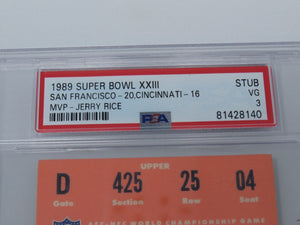 1989 SUPER BOWL XXIII STUB
SAN FRANCISCO-20,CINCINNATI-16 VG
MVP-JERRY RICE 3
PSA 81428140
UPPER
D 425 25 04
Gate Section Row Seat
AFC-NFC WORLD CHAMPIONSHIP GAME